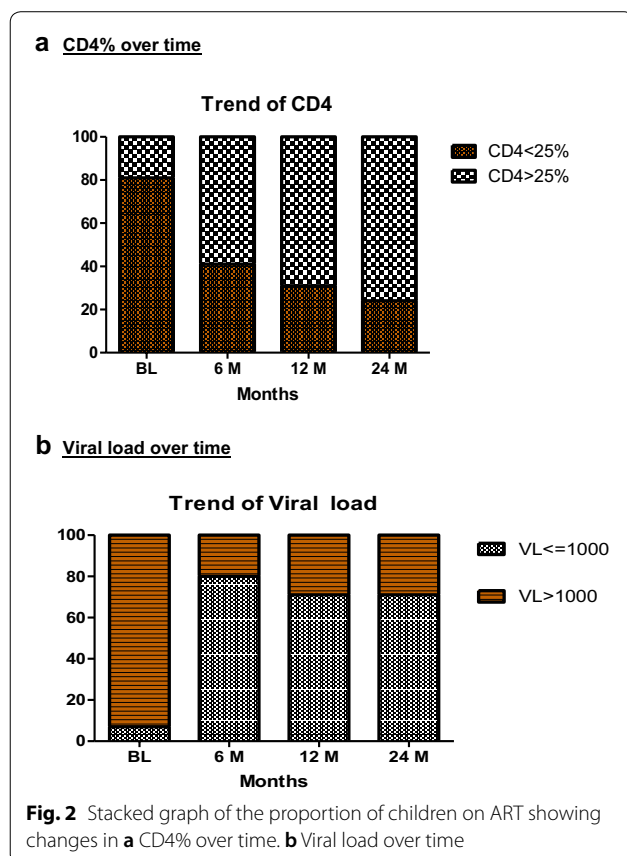 a CD4% over time
Trend of CD4
100
80
60
40
20
0
BL 6 M 12 M 24 M
Months
CD4<25%
CD4>25%
b Viral load over time
Trend of Viral load
100
80
60
40
20
0
BL 6 M 12 M 24 M
Months
VL<=1000
VL>1000
Fig. 2 Stacked graph of the proportion of children on ART showing
changes in a CD4% over time. b Viral load over time